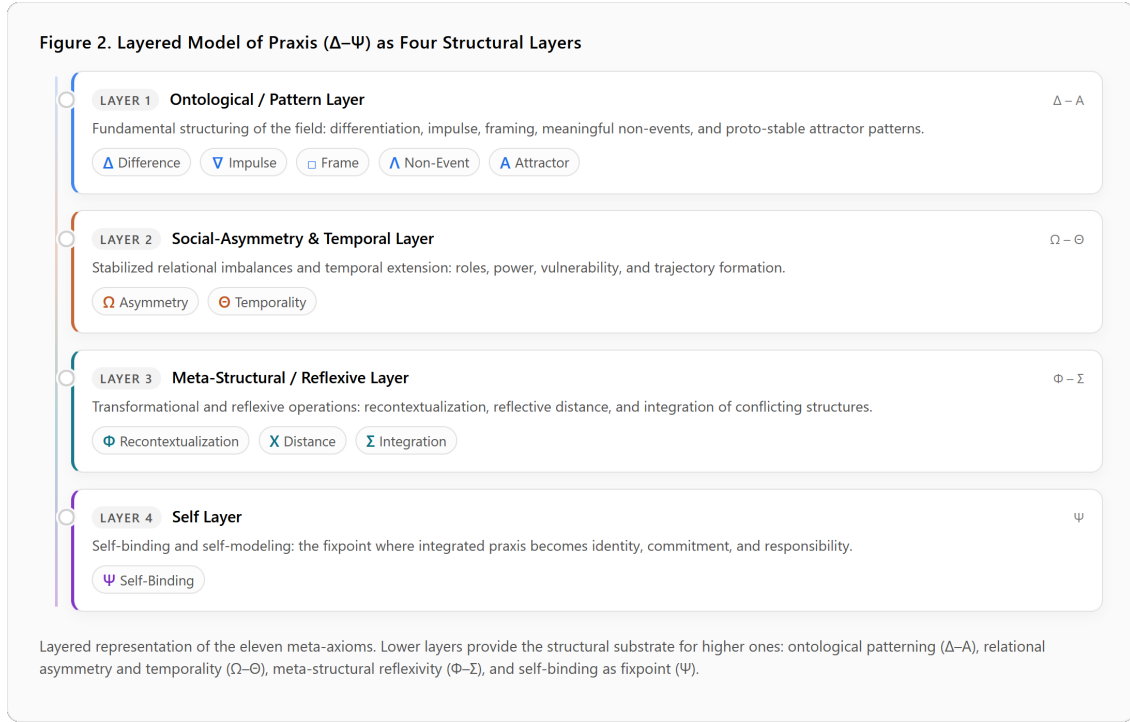 Figure 2. Layered Model of Praxis (Δ–Ψ) as Four Structural Layers
LAYER 1 Ontological / Pattern Layer Δ – A
Fundamental structuring of the field: differentiation, impulse, framing, meaningful non-events, and proto-stable attractor patterns.
Δ Difference ∇ Impulse □ Frame Λ Non-Event A Attractor
LAYER 2 Social-Asymmetry & Temporal Layer Ω – Θ
Stabilized relational imbalances and temporal extension: roles, power, vulnerability, and trajectory formation.
Ω Asymmetry Θ Temporality
LAYER 3 Meta-Structural / Reflexive Layer Φ – Σ
Transformational and reflexive operations: recontextualization, reflective distance, and integration of conflicting structures.
Φ Recontextualization X Distance Σ Integration
LAYER 4 Self Layer Ψ
Self-binding and self-modeling: the fixpoint where integrated praxis becomes identity, commitment, and responsibility.
Ψ Self-Binding
Layered representation of the eleven meta-axioms. Lower layers provide the structural substrate for higher ones: ontological patterning (Δ–A), relational
asymmetry and temporality (Ω–Θ), meta-structural reflexivity (Φ–Σ), and self-binding as fixpoint (Ψ).